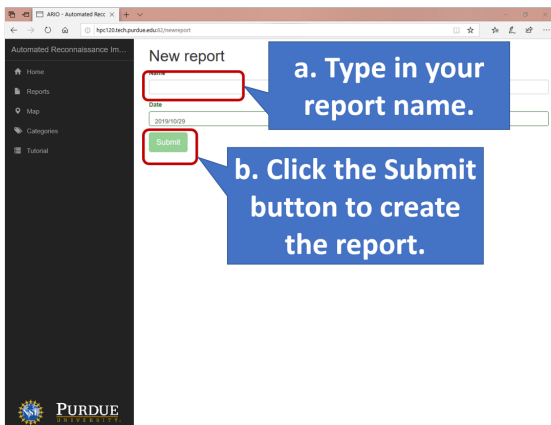 ARIO - Automated Recc
hpc120.tech.purdue.edu:82/newreport
Automated Reconnaissance Im...
Home
Reports
Map
Categories
Tutorial
New report
Name
Date
2019/10/29
Submit
a. Type in your
report name.
b. Click the Submit
button to create
the report.
NSF
PURDUE
UNIVERSITY.